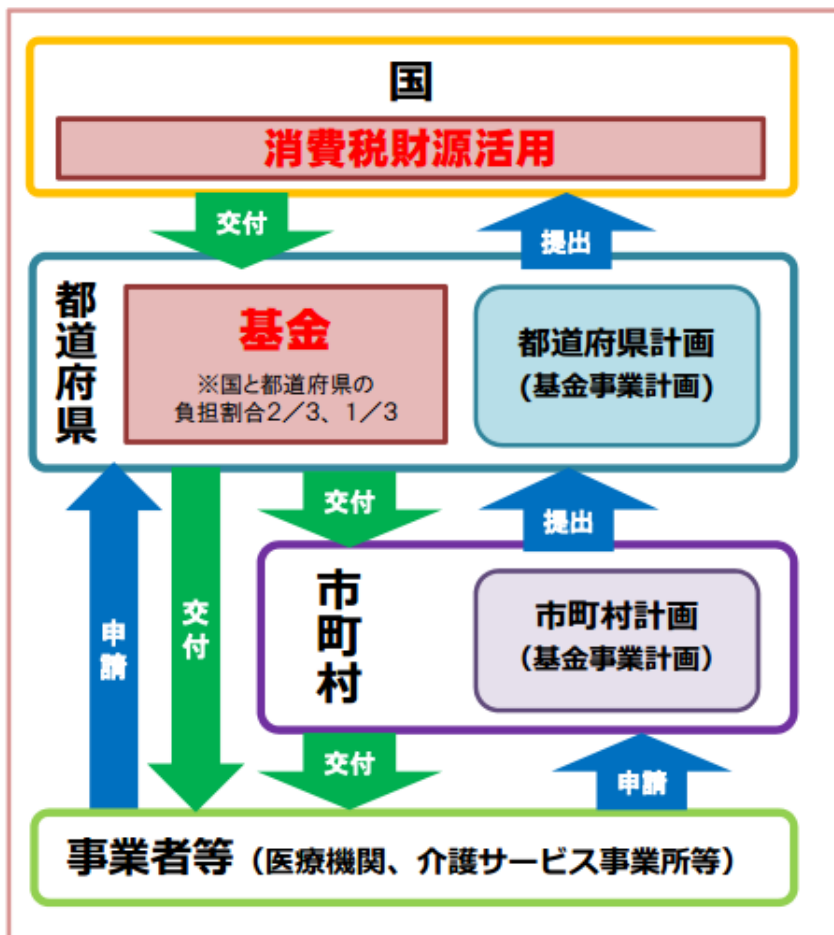 国
消費税財源活用
交付
提出
都道府県
基金
※国と都道府県の
負担割合2/3、1/3
都道府県計画
(基金事業計画)
交付
提出
申請
交付
市町村
市町村計画
(基金事業計画)
交付
申請
事業者等(医療機関、介護サービス事業所等)